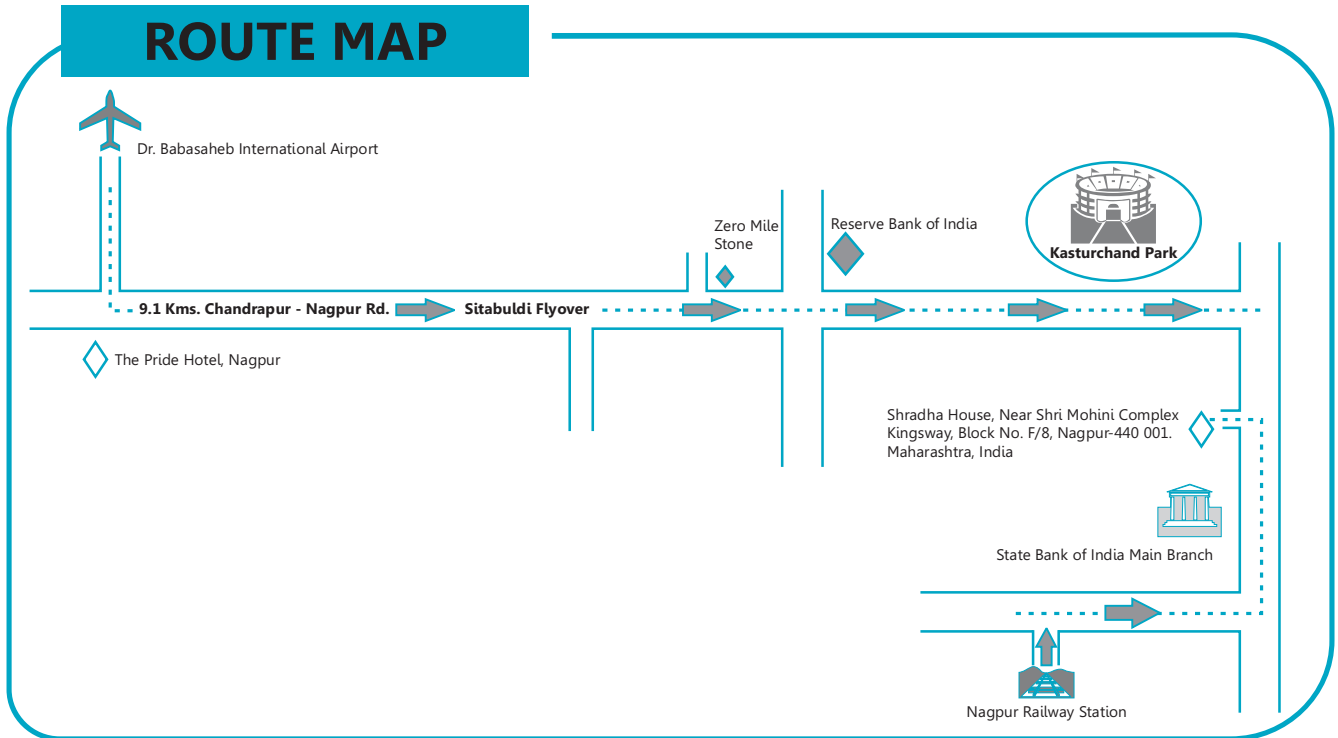 ROUTE MAP
Dr. Babasaheb International Airport
Zero Mile
Stone
Reserve Bank of India
Kasturchand Park
9.1 Kms. Chandrapur - Nagpur Rd.
Sitabuldi Flyover
The Pride Hotel, Nagpur
Shradha House, Near Shri Mohini Complex
Kingsway, Block No. F/8, Nagpur-440 001.
Maharashtra, India
State Bank of India Main Branch
Nagpur Railway Station